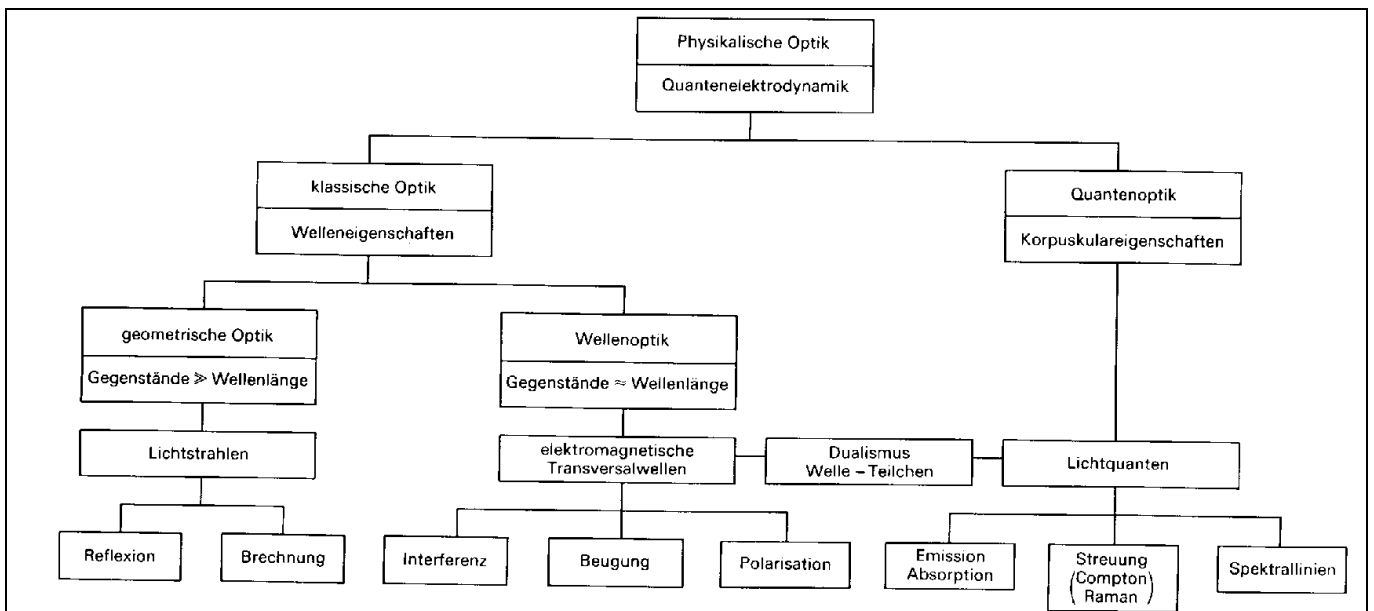 Physikalische Optik
Quantenelektrodynamik
klassische Optik
Welleneigenschaften
Quantenoptik
Korpuskulareigenschaften
geometrische Optik
Gegenstände ≫ Wellenlänge
Wellenoptik
Gegenstände ≈ Wellenlänge
Lichtstrahlen
elektromagnetische
Transversalwellen
Dualismus
Welle – Teilchen
Lichtquanten
Reflexion
Brechnung
Interferenz
Beugung
Polarisation
Emission
Absorption
Streuung
(Compton
Raman)
Spektrallinien